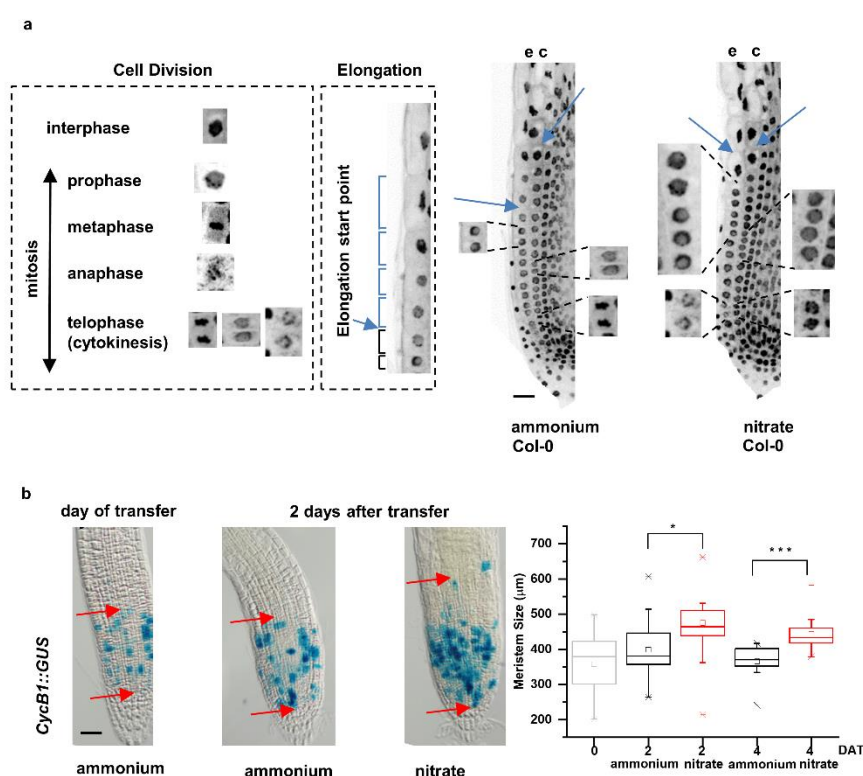 a
Cell Division
Elongation
e c
e c
interphase
prophase
metaphase
anaphase
telophase
(cytokinesis)
mitosis
Elongation start point
ammonium
Col-0
nitrate
Col-0
b
day of transfer
2 days after transfer
CycB1::GUS
ammonium
ammonium
nitrate
Meristem Size (μm)
700
600
500
400
300
200
*
***
0 2 2 4 4 DAT
ammonium nitrate ammonium nitrate